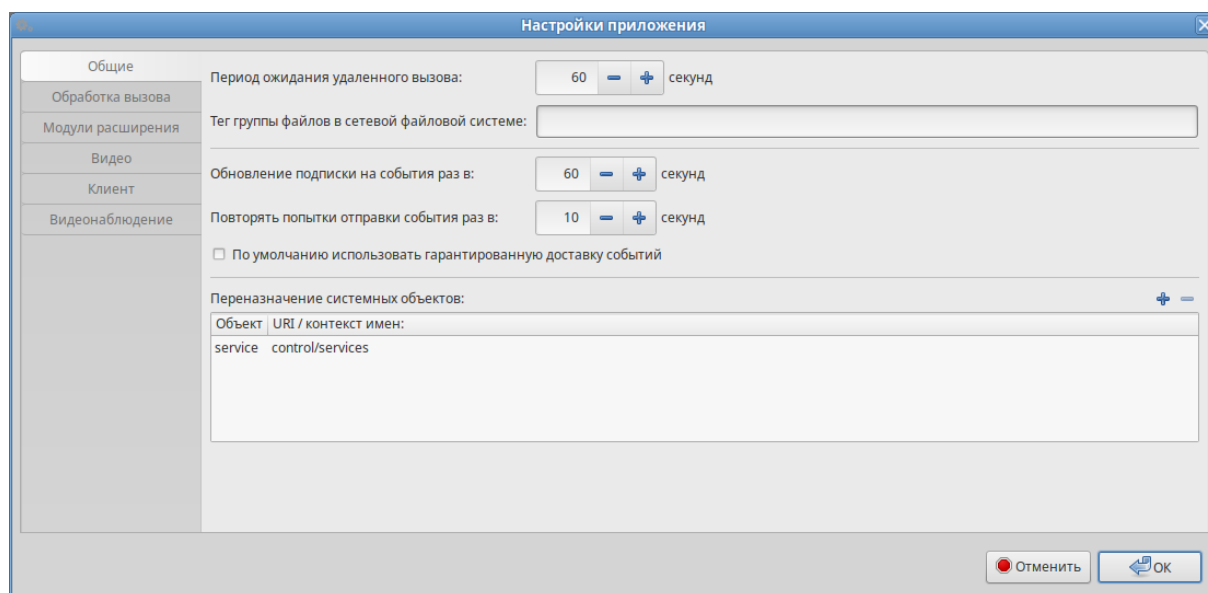 Настройки приложения
Общие
Обработка вызова
Модули расширения
Видео
Клиент
Видеонаблюдение
Период ожидания удаленного вызова: 60 секунд
Тег группы файлов в сетевой файловой системе:
Обновление подписки на события раз в: 60 секунд
Повторять попытки отправки события раз в: 10 секунд
По умолчанию использовать гарантированную доставку событий
Переназначение системных объектов:
Объект URI / контекст имен:
service control/services
Отменить ОК